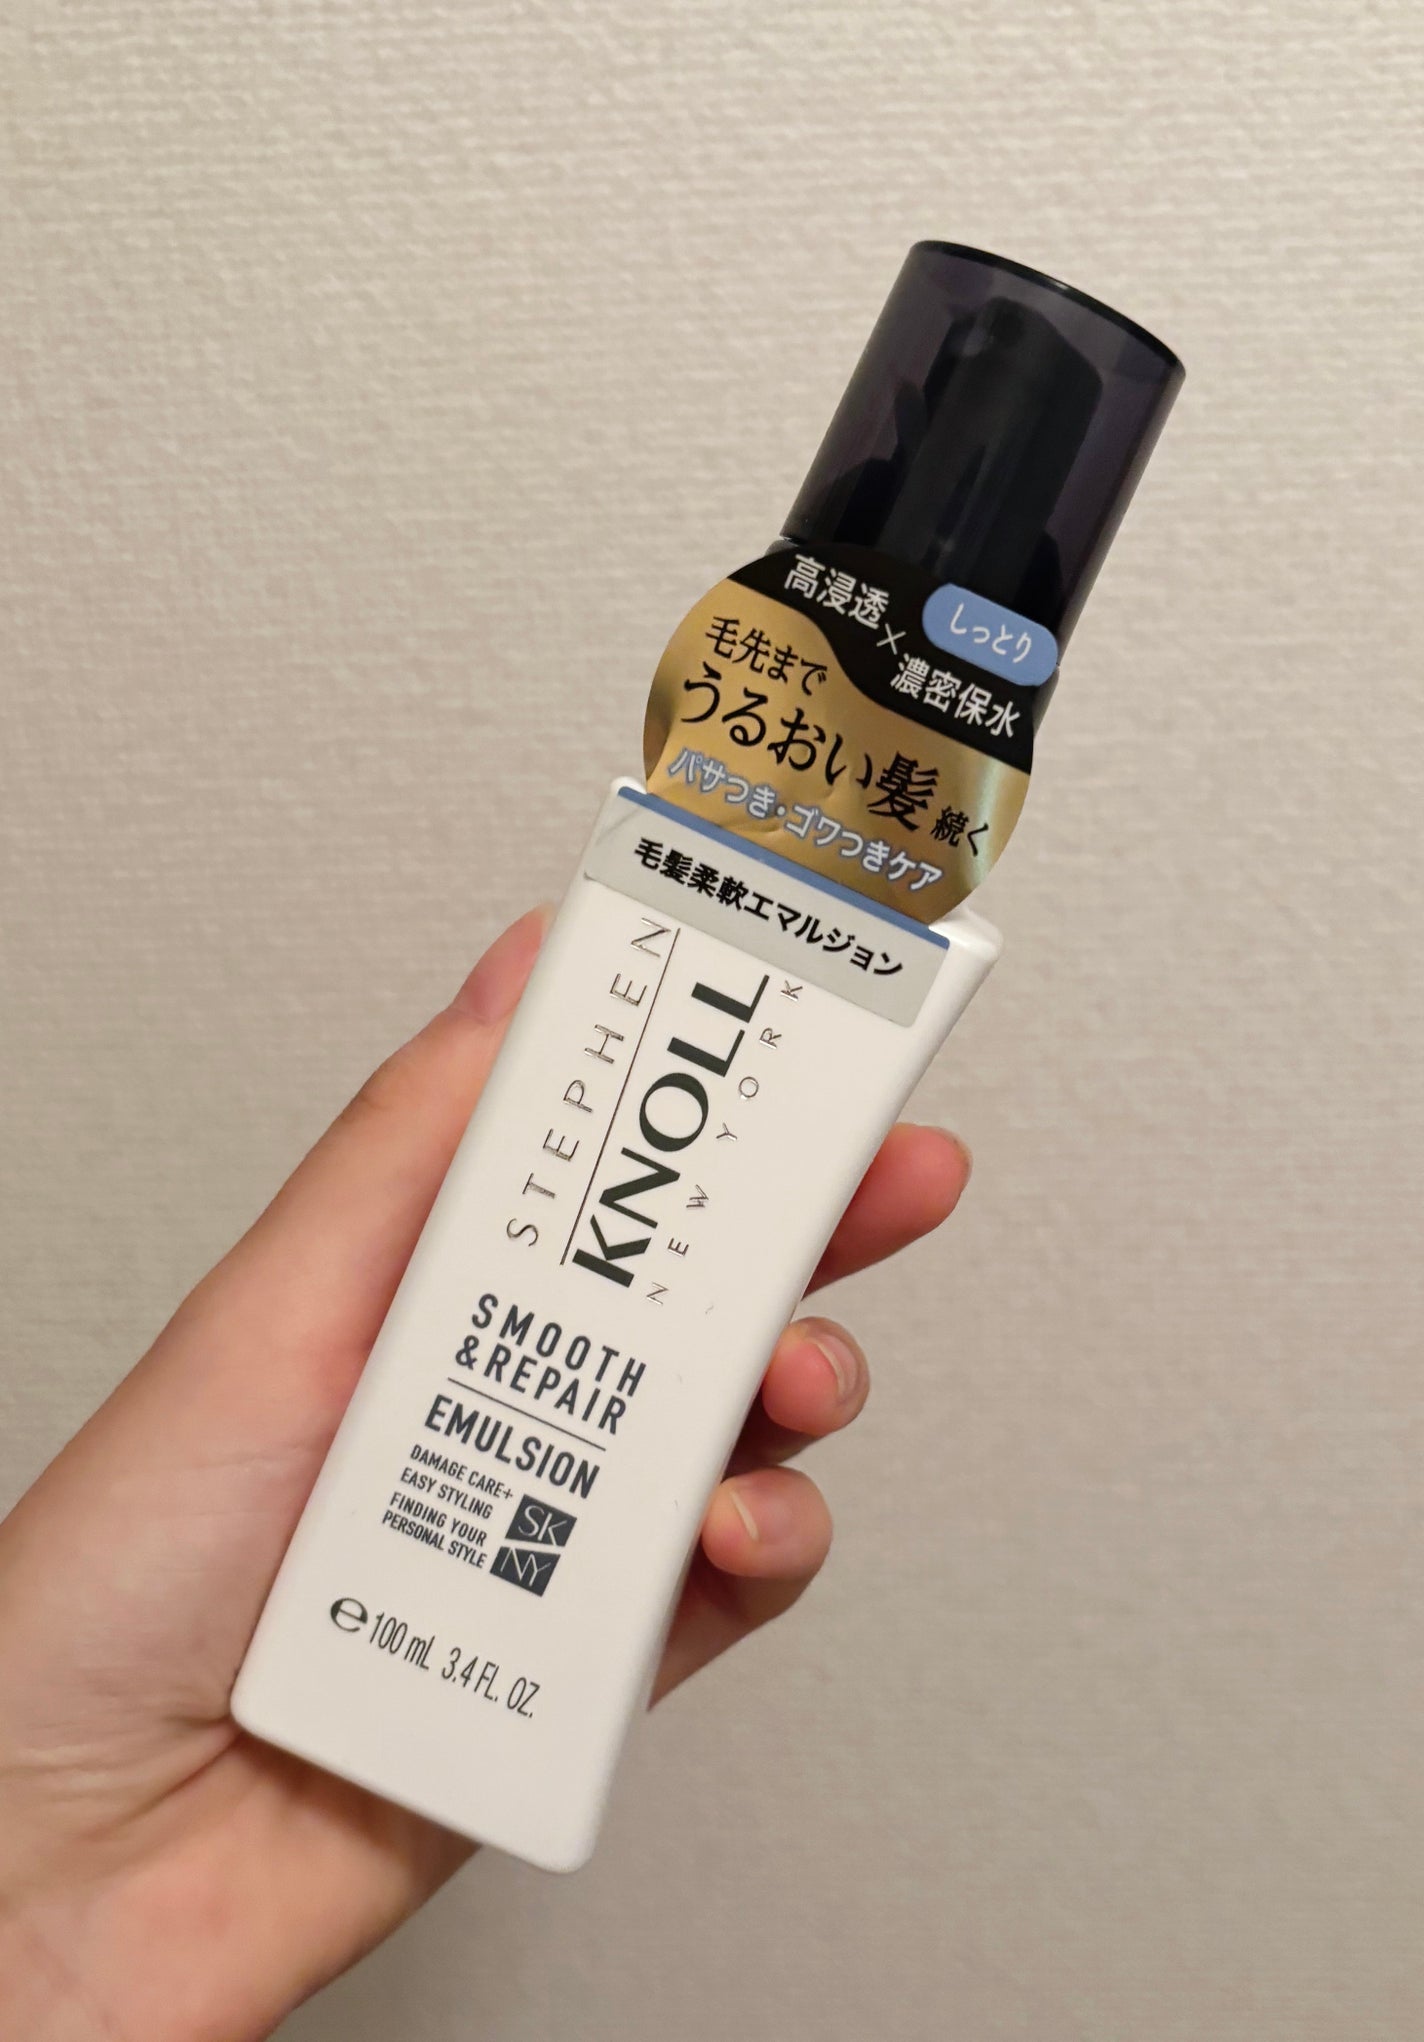 高浸透
×
濃密保水
しっとり
毛先まで
うるおい髪続く
パサつき・ゴワつきケア
毛髪柔軟エマルジョン
STEPHEN
KNOLL
NEW YORK
SMOOTH
&REPAIR
EMULSION
DAMAGE CARE+
EASY STYLING
FINDING YOUR
PERSONAL STYLE
SK
NY
e 100 mL 3.4 FL. OZ.